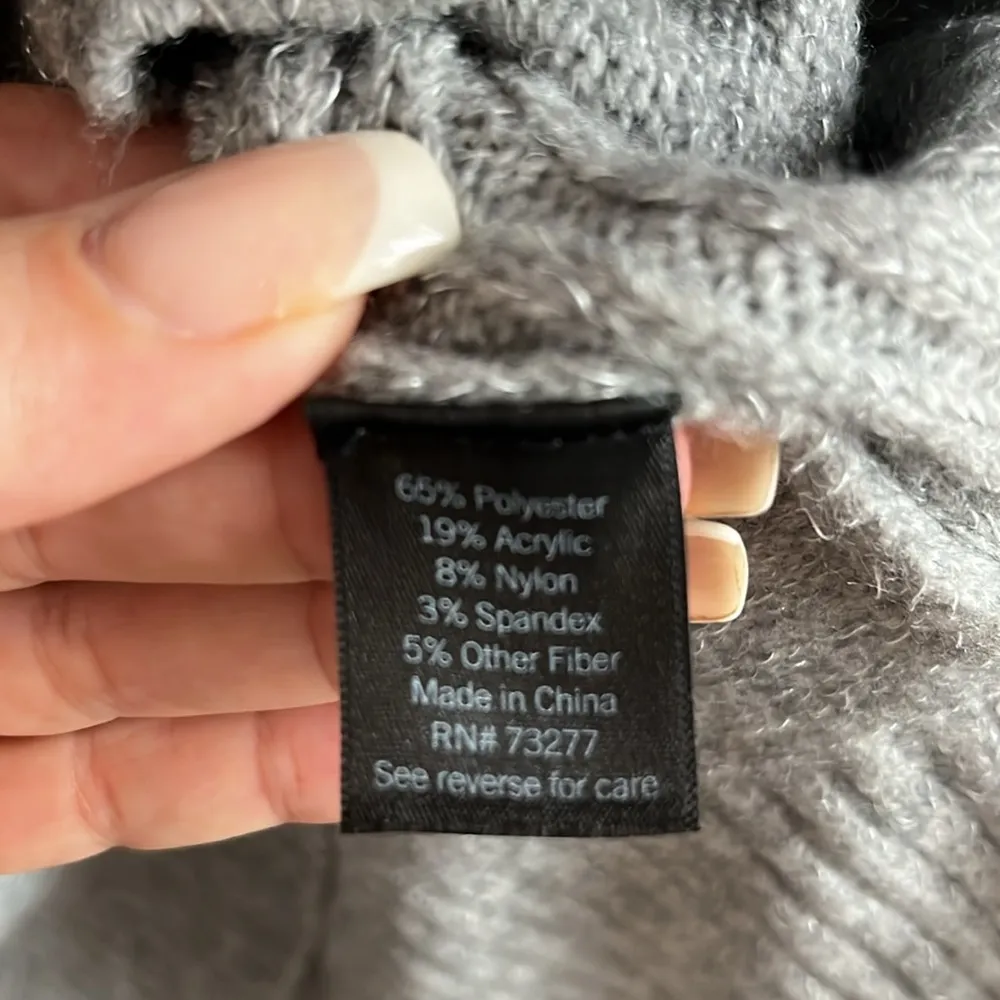 65% Polyester
19% Acrylic
8% Nylon
3% Spandex
5% Other Fiber
Made in China
RN# 73277
See reverse for care